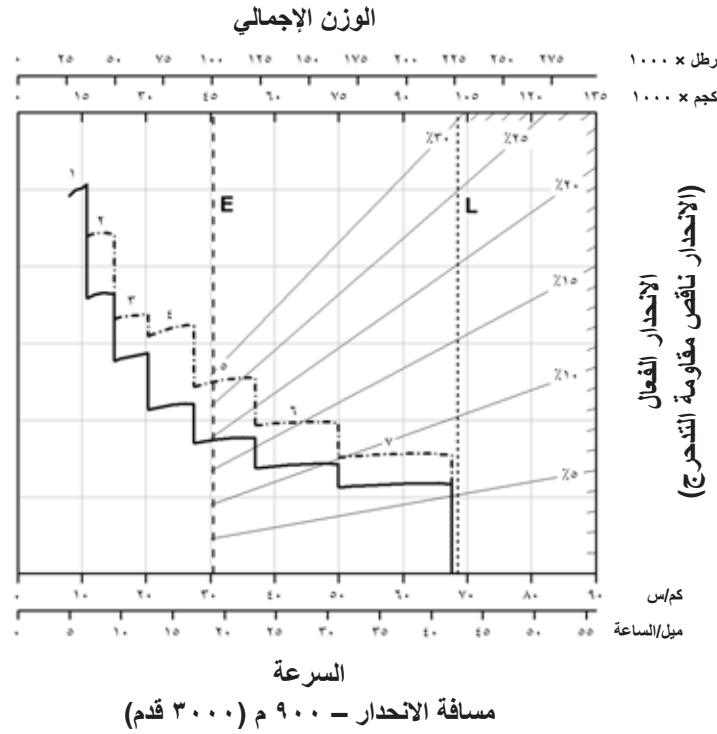 الوزن الإجمالي
٠ ٢٥ ٥٠ ٧٥ ١٠٠ ١٢٥ ١٥٠ ١٧٥ ٢٠٠ ٢٢٥ ٢٥٠ ٢٧٥ رطل × ١٠٠٠
٠ ١٥ ٣٠ ٤٥ ٦٠ ٧٥ ٩٠ ١٠٥ ١٢٠ ١٣٥ كجم × ١٠٠٠
٪٣٠ ٪٢٥
١
٪٢٠
E L
٢
٣ ٤
٪١٥
٥
٪١٠
٦
٧
٪٥
الانحدار الفعال
(الانحدار ناقص مقاومة التدحرج)
٠ ١٠ ٢٠ ٣٠ ٤٠ ٥٠ ٦٠ ٧٠ ٨٠ ٩٠ كم/س
٠ ٥ ١٠ ١٥ ٢٠ ٢٥ ٣٠ ٣٥ ٤٠ ٤٥ ٥٠ ٥٥ ميل/الساعة
السرعة
مسافة الانحدار – ٩٠٠ م (٣٠٠٠ قدم)